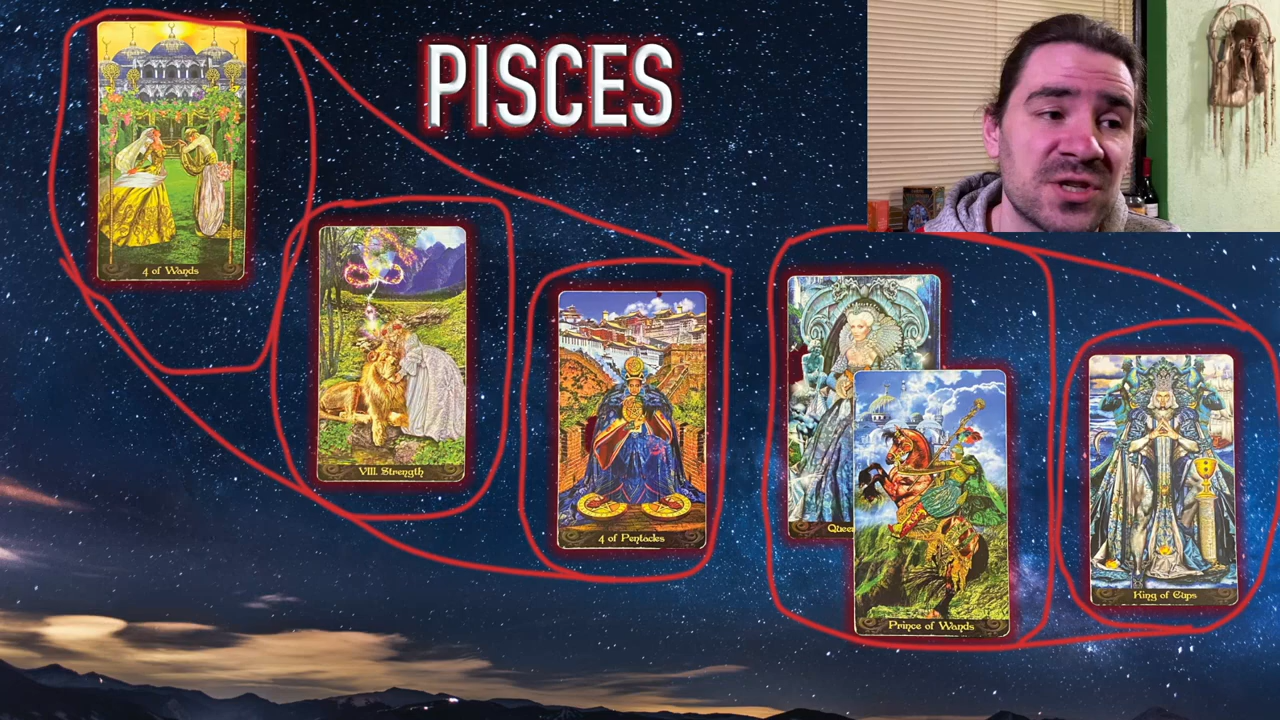 PISCES
4 of Wands
VIII. Strength
4 of Pentacles
Queen
Prince of Wands
King of Cups